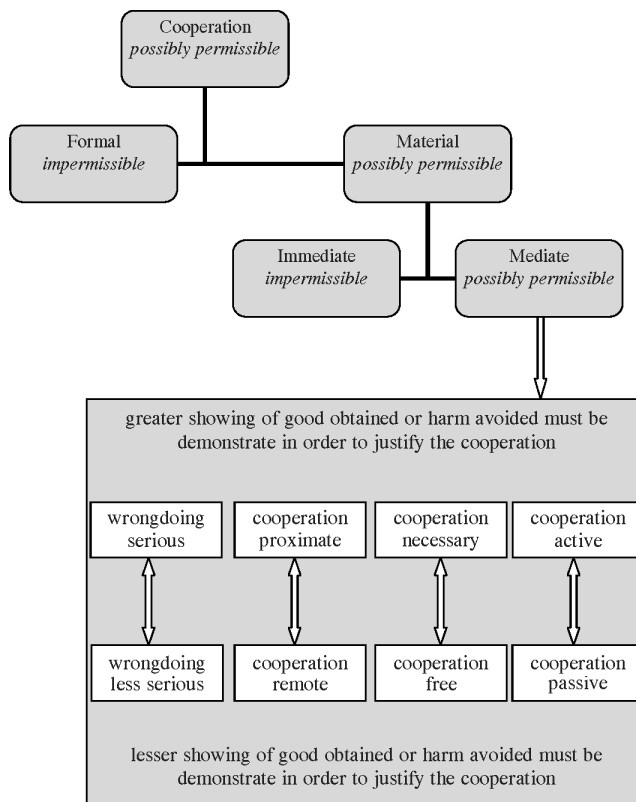 Cooperation
possibly permissible
Formal
impermissible
Material
possibly permissible
Immediate
impermissible
Mediate
possibly permissible
greater showing of good obtained or harm avoided must be
demonstrate in order to justify the cooperation
wrongdoing
serious
cooperation
proximate
cooperation
necessary
cooperation
active
wrongdoing
less serious
cooperation
remote
cooperation
free
cooperation
passive
lesser showing of good obtained or harm avoided must be
demonstrate in order to justify the cooperation